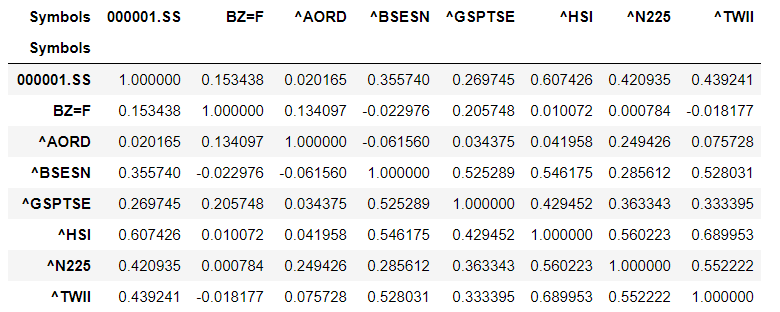 Symbols 000001.SS BZ=F ^AORD ^BSESN ^GSPTSE ^HSI ^N225 ^TWII
Symbols
000001.SS 1.000000 0.153438 0.020165 0.355740 0.269745 0.607426 0.420935 0.439241
BZ=F 0.153438 1.000000 0.134097 -0.022976 0.205748 0.010072 0.000784 -0.018177
^AORD 0.020165 0.134097 1.000000 -0.061560 0.034375 0.041958 0.249426 0.075728
^BSESN 0.355740 -0.022976 -0.061560 1.000000 0.525289 0.546175 0.285612 0.528031
^GSPTSE 0.269745 0.205748 0.034375 0.525289 1.000000 0.429452 0.363343 0.333395
^HSI 0.607426 0.010072 0.041958 0.546175 0.429452 1.000000 0.560223 0.689953
^N225 0.420935 0.000784 0.249426 0.285612 0.363343 0.560223 1.000000 0.552222
^TWII 0.439241 -0.018177 0.075728 0.528031 0.333395 0.689953 0.552222 1.000000